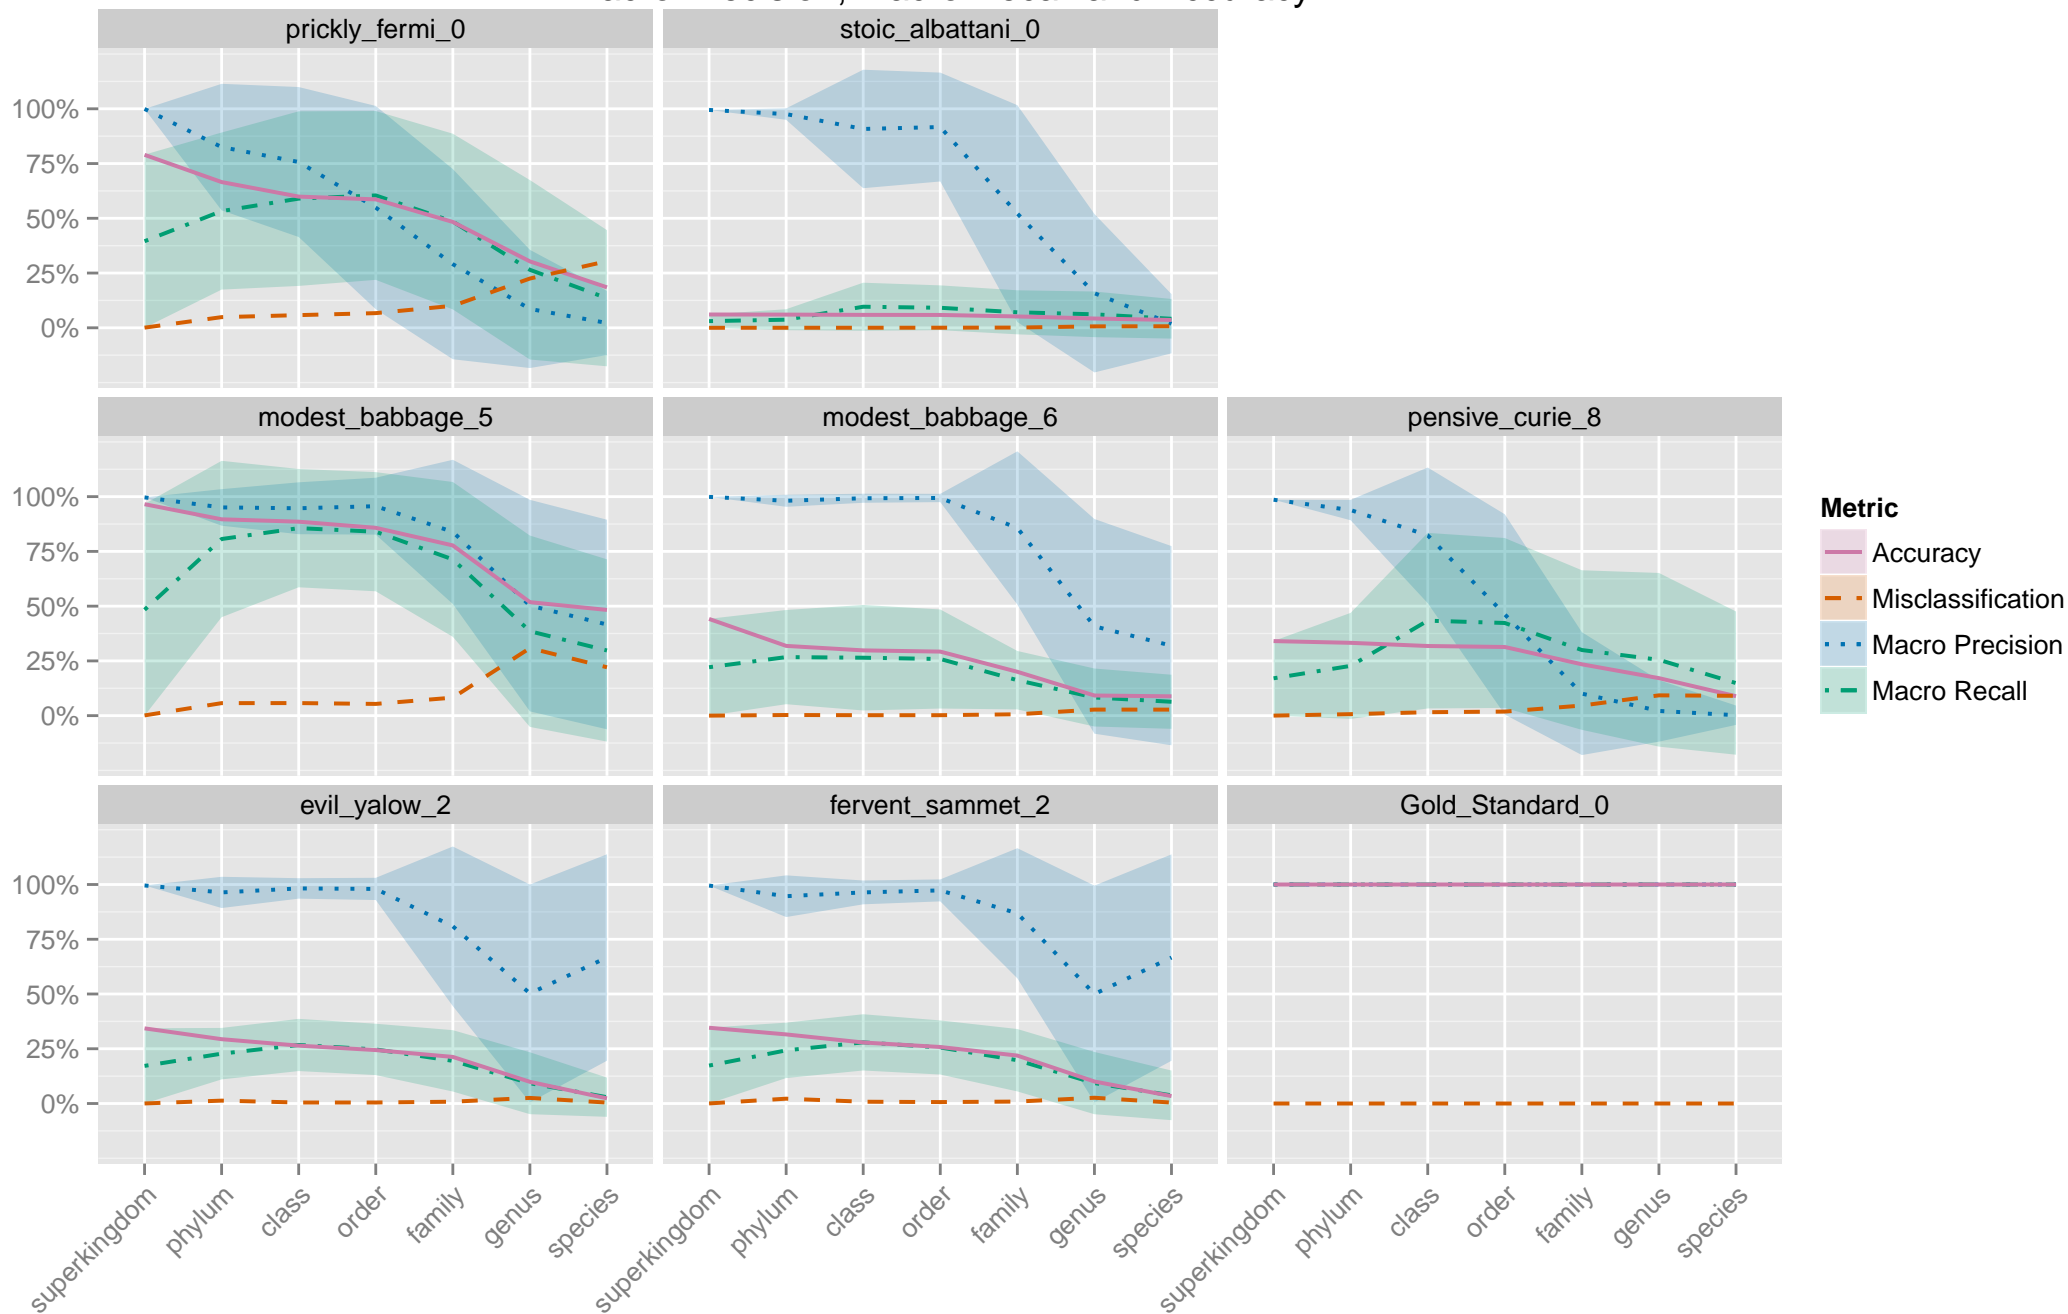 prickly_fermi_0 stoic_albattani_0
100%
75%
50%
25%
0%
modest_babbage_5 modest_babbage_6 pensive_curie_8
100%
75%
50%
25%
0%
Metric
Accuracy
Misclassification
Macro Precision
Macro Recall
evil_yalow_2 fervent_sammet_2 Gold_Standard_0
100%
75%
50%
25%
0%
superkingdom phylum class order family genus species superkingdom phylum class order family genus species superkingdom phylum class order family genus species